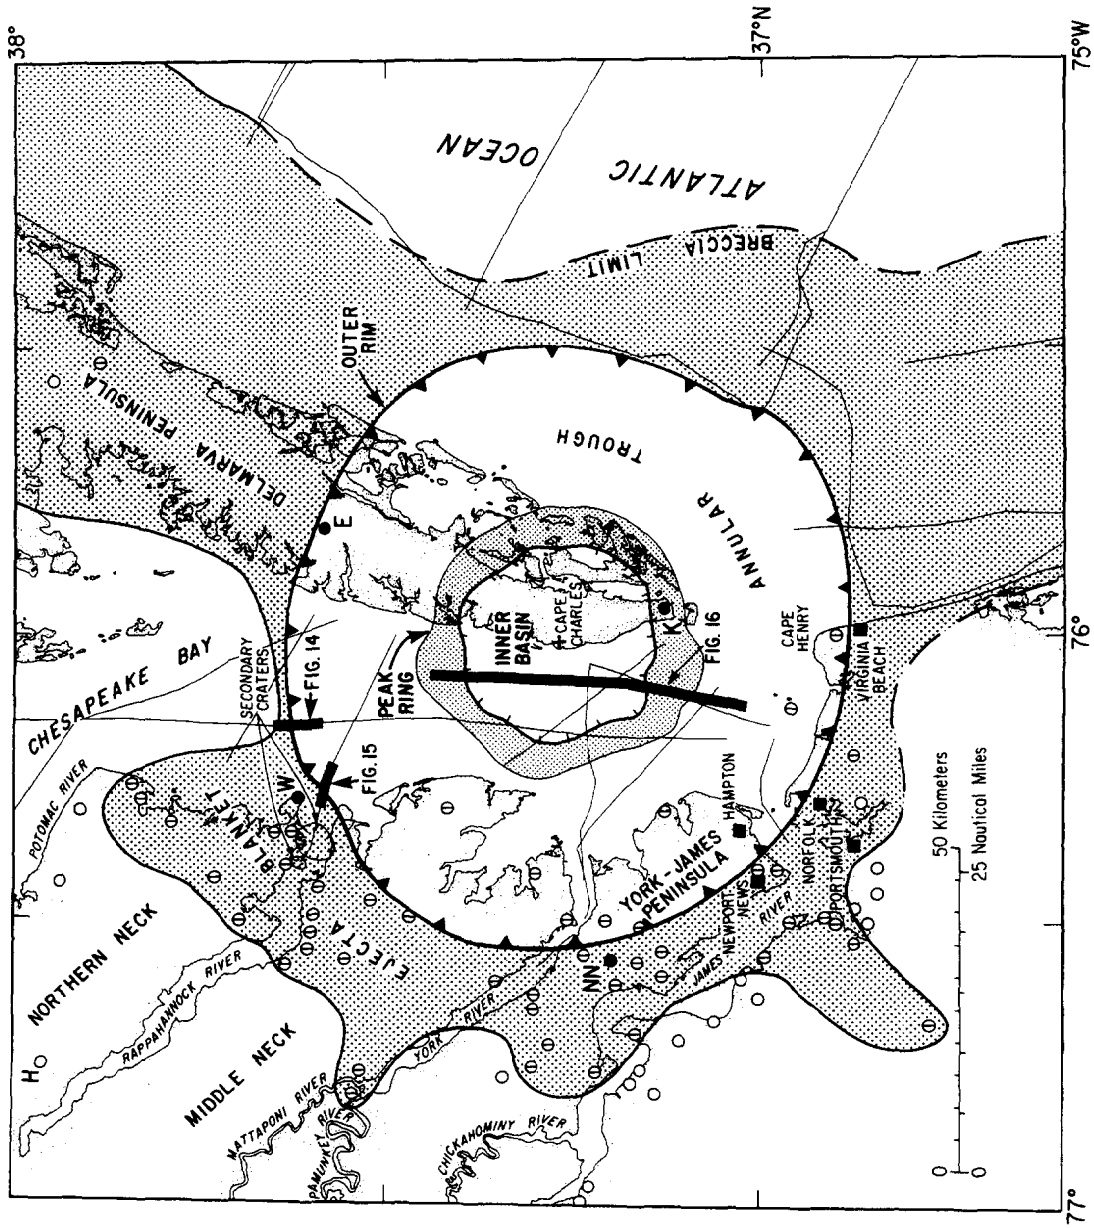 38°
37°N
75°W
76°
77°
ATLANTIC
OCEAN
BRECCIA
LIMIT
OUTER
RIM
DELMARVA PENINSULA
TROUGH
ANNULAR
E
INNER
BASIN
CAPE
CHARLES
K
PEAK
RING
FIG. 16
FIG. 14
FIG. 15
SECONDARY
CRATERS
CHESAPEAKE BAY
W
CAPE
HENRY
VIRGINIA
BEACH
HAMPTON
NORFOLK
PORTSMOUTH
NEWPORT
NEWS
YORK - JAMES
PENINSULA
JAMES
RIVER
NN
EJECTA
BLANKET
POTOMAC RIVER
NORTHERN NECK
RAPPAHANNOCK RIVER
H
MIDDLE NECK
YORK RIVER
MATTAPONI RIVER
PAMUNKEY RIVER
CHICKAHOMINY RIVER
0 50 Kilometers
0 25 Nautical Miles